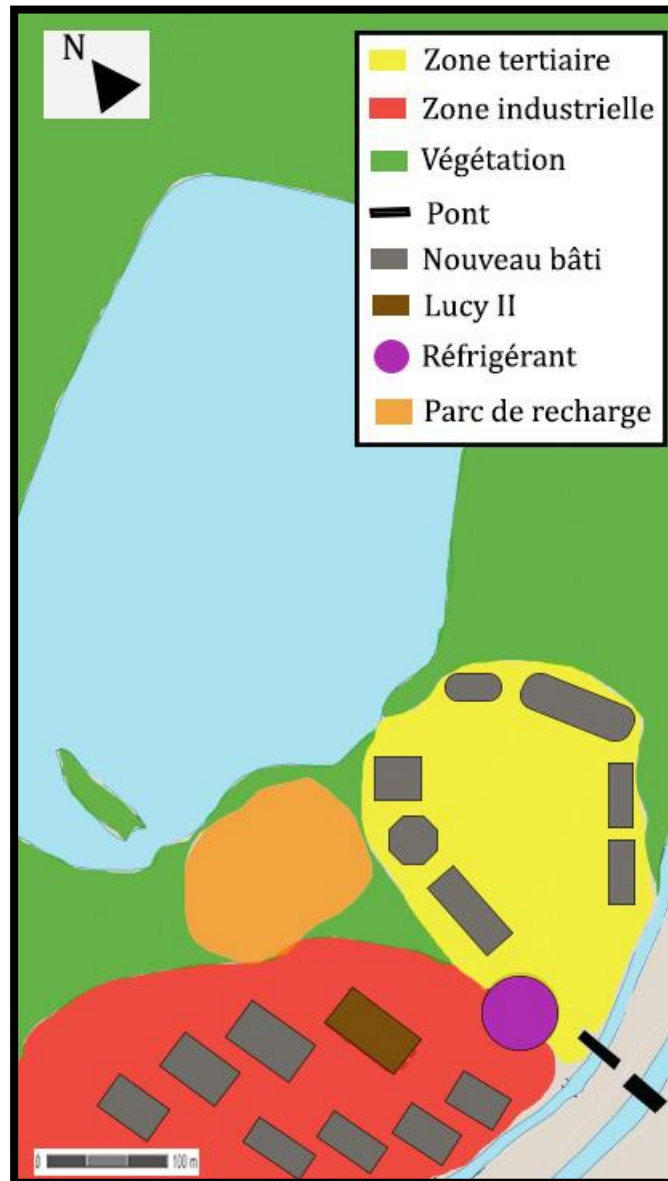 N
Zone tertiaire
Zone industrielle
Végétation
Pont
Nouveau bâti
Lucy II
Réfrigérant
Parc de recharge
0 100 m